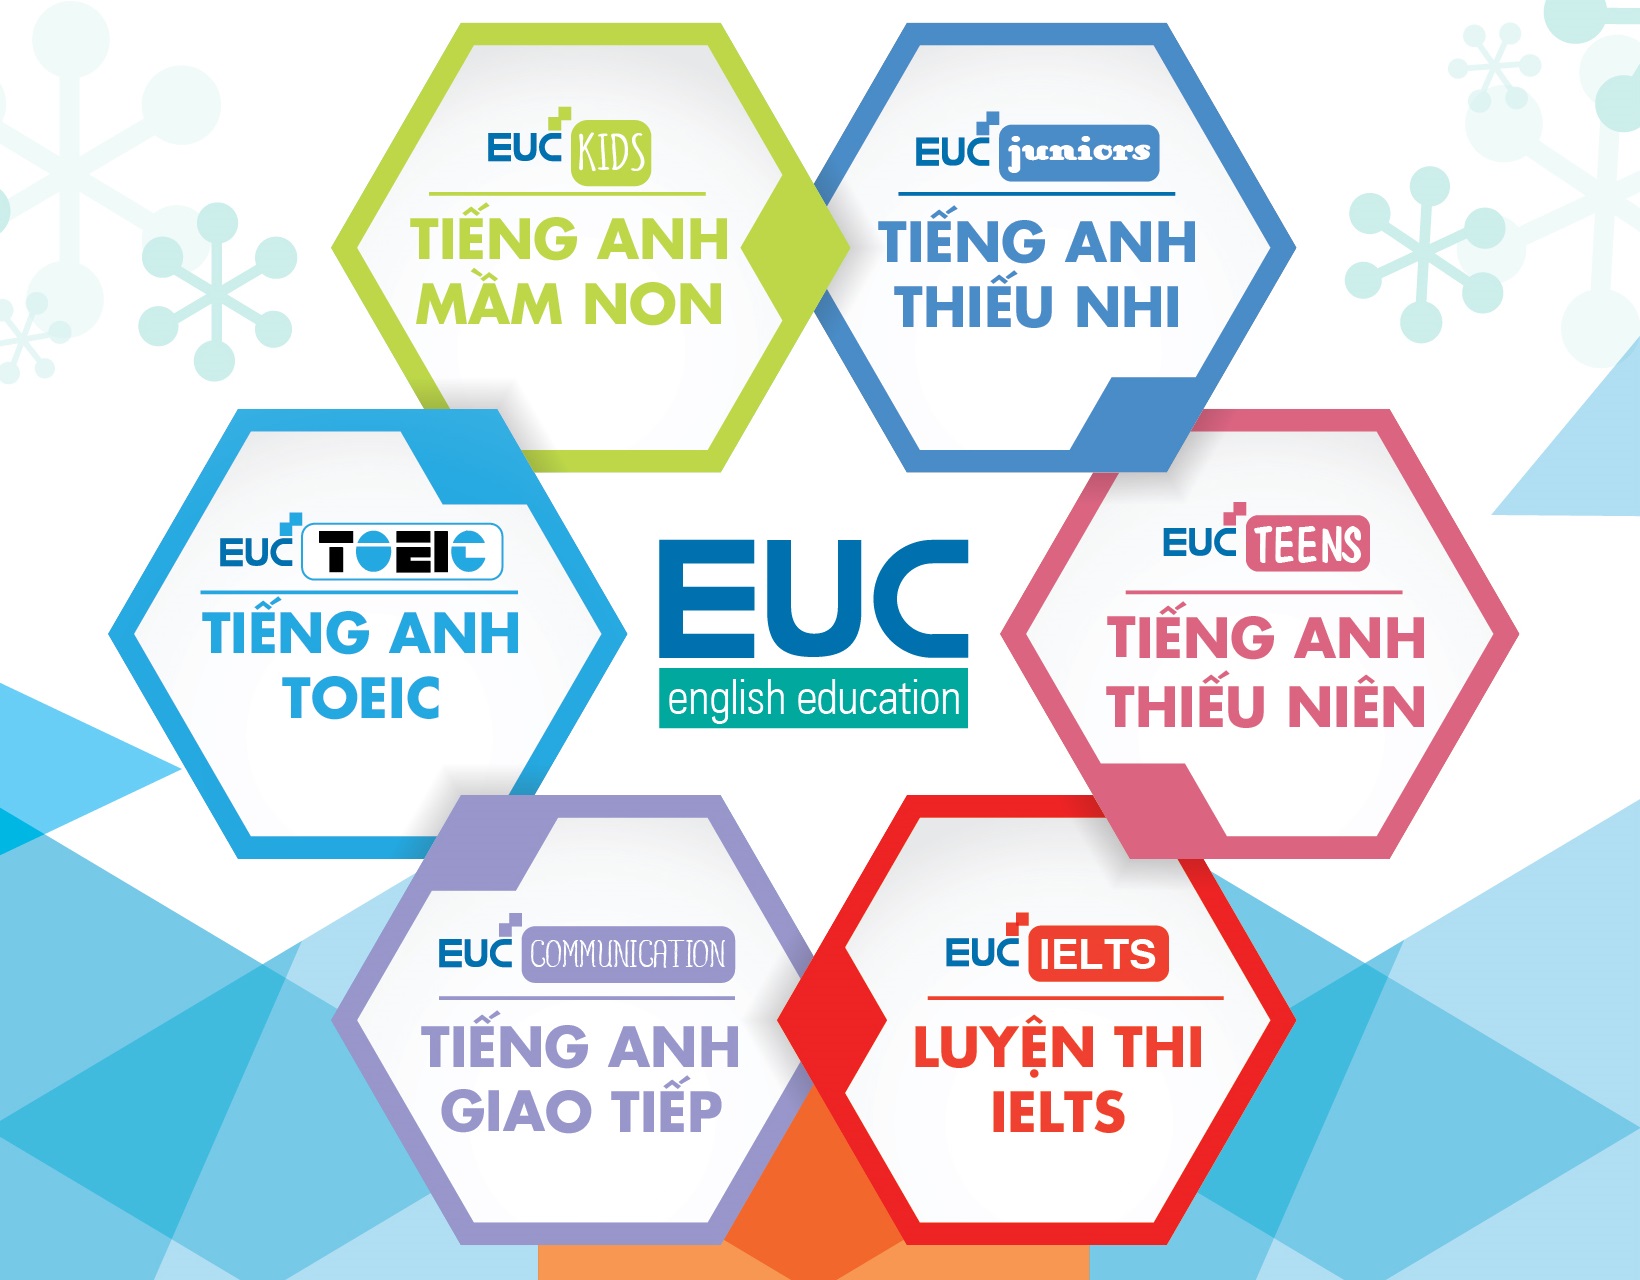 EUC KIDS
TIẾNG ANH
MẦM NON
EUC juniors
TIẾNG ANH
THIẾU NHI
EUC TOEIC
TIẾNG ANH
TOEIC
EUC
english education
EUC TEENS
TIẾNG ANH
THIẾU NIÊN
EUC COMMUNICATION
TIẾNG ANH
GIAO TIẾP
EUC IELTS
LUYỆN THI
IELTS